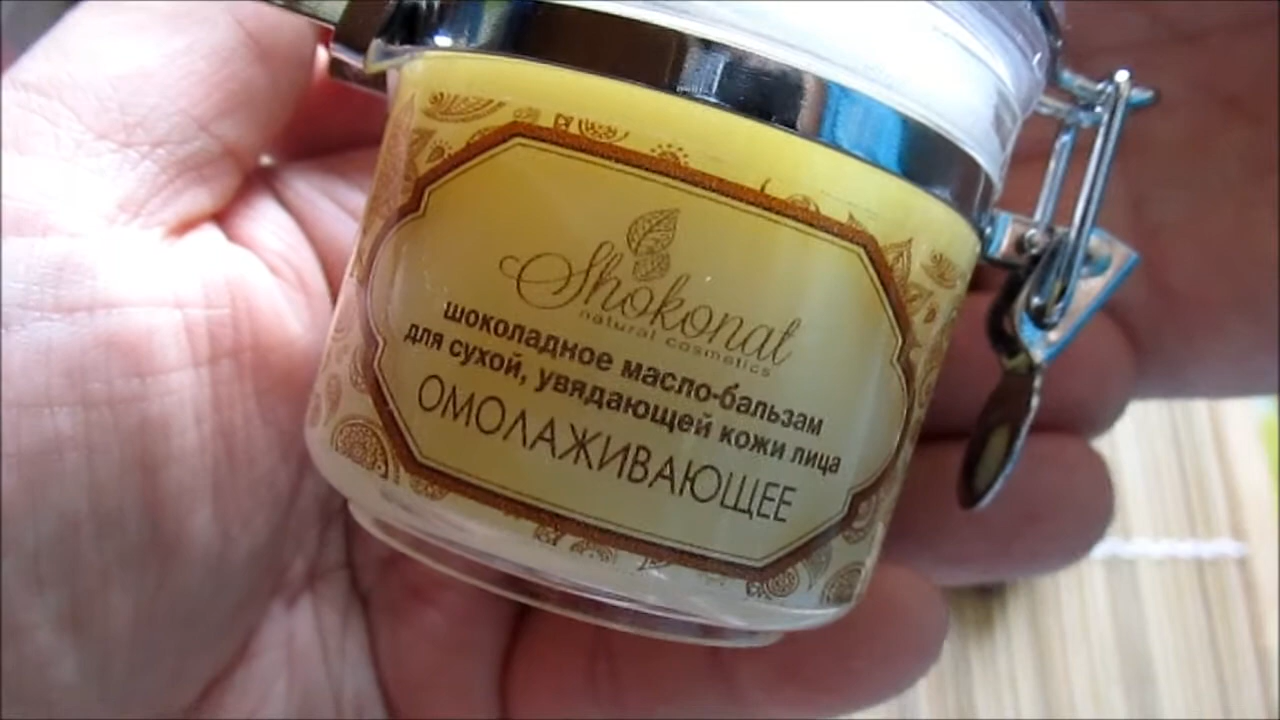 Shokonat
natural cosmetics
шоколадное масло-бальзам
для сухой, увядающей кожи лица
ОМОЛАЖИВАЮЩЕЕ